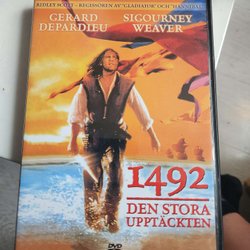 RIDLEY SCOTT - REGISSÖREN AV "GLADIATOR" OCH "HANNIBAL"
GERARD SIGOURNEY
DEPARDIEU WEAVER
1492
DEN STORA
UPPTÄCKTEN
DVD